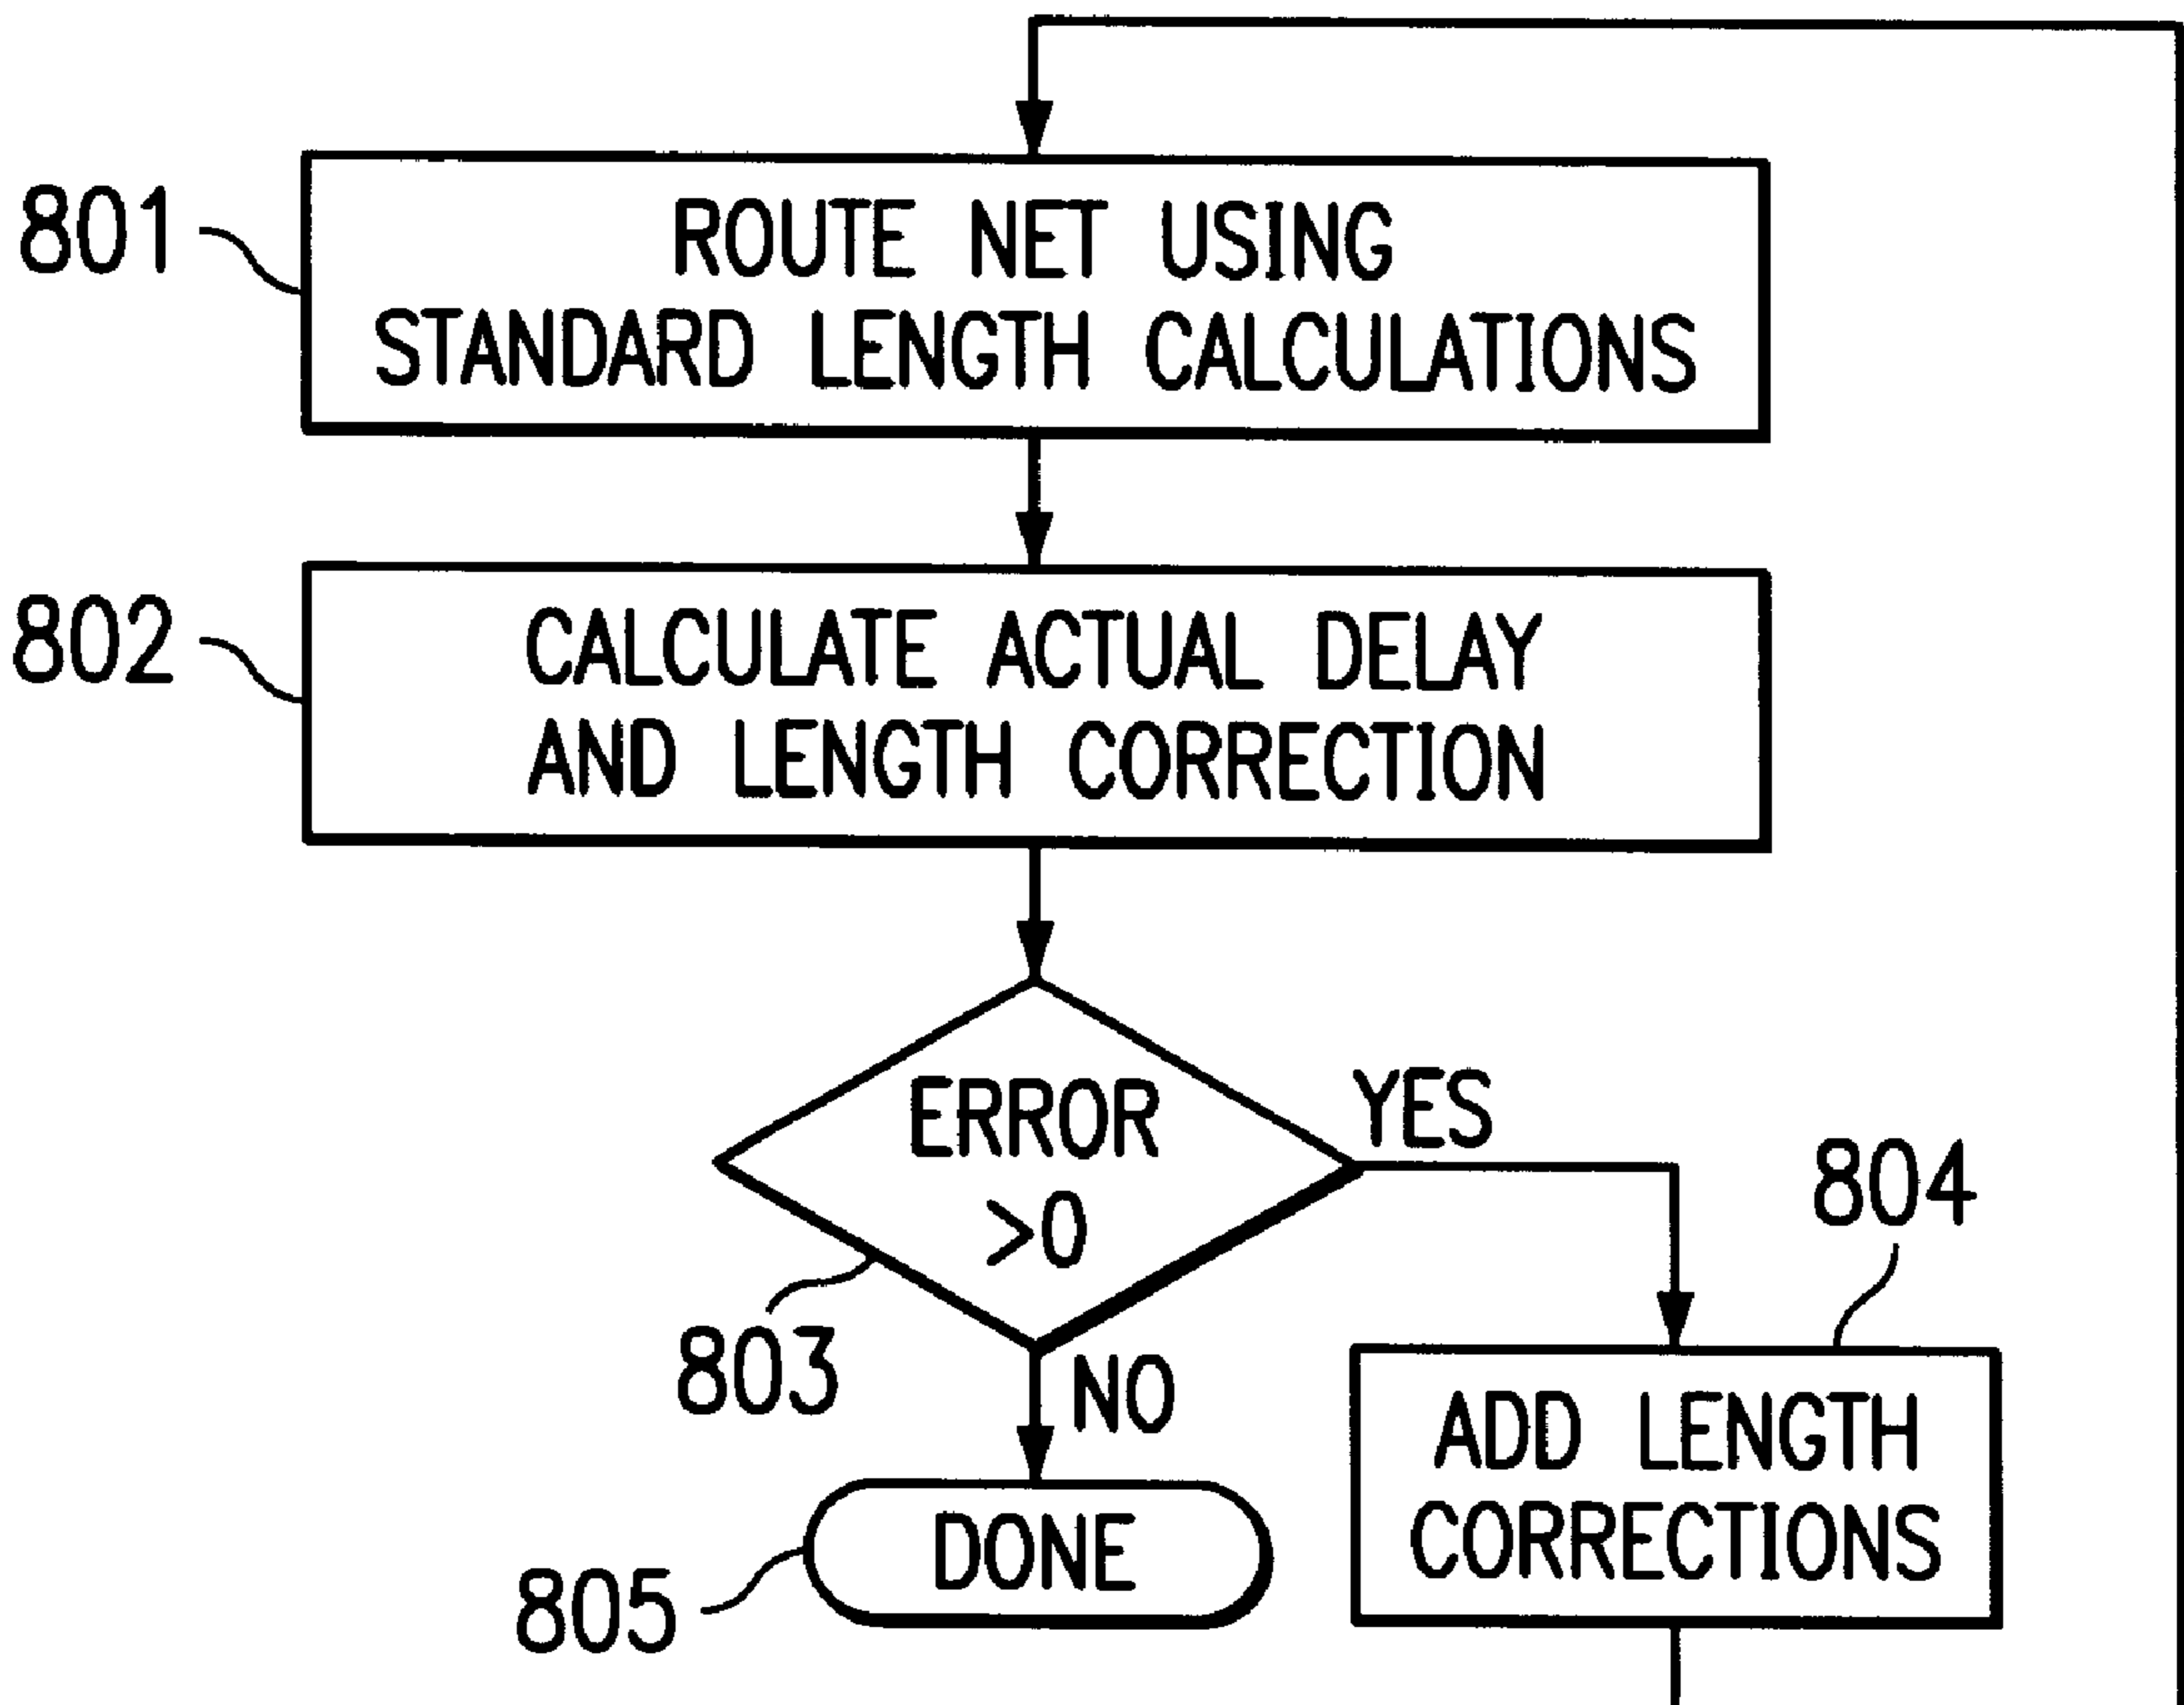 801
ROUTE NET USING
STANDARD LENGTH CALCULATIONS
802
CALCULATE ACTUAL DELAY
AND LENGTH CORRECTION
ERROR
>0
YES
803
NO
804
ADD LENGTH
CORRECTIONS
DONE
805